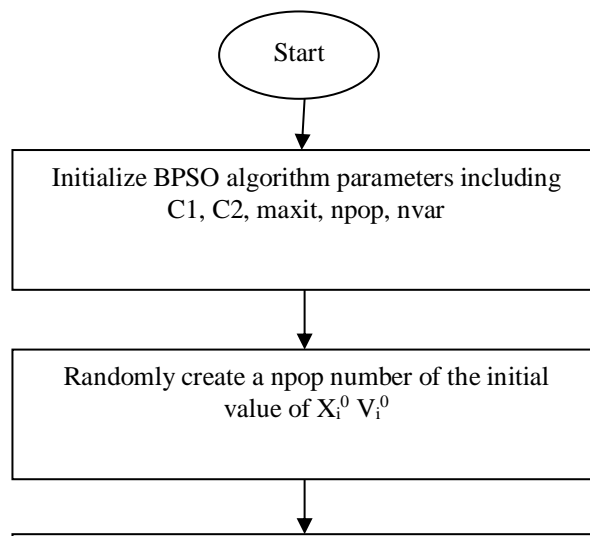 Start
Initialize BPSO algorithm parameters including
C1, C2, maxit, npop, nvar
Randomly create a npop number of the initial
value of Xᵢ⁰ Vᵢ⁰